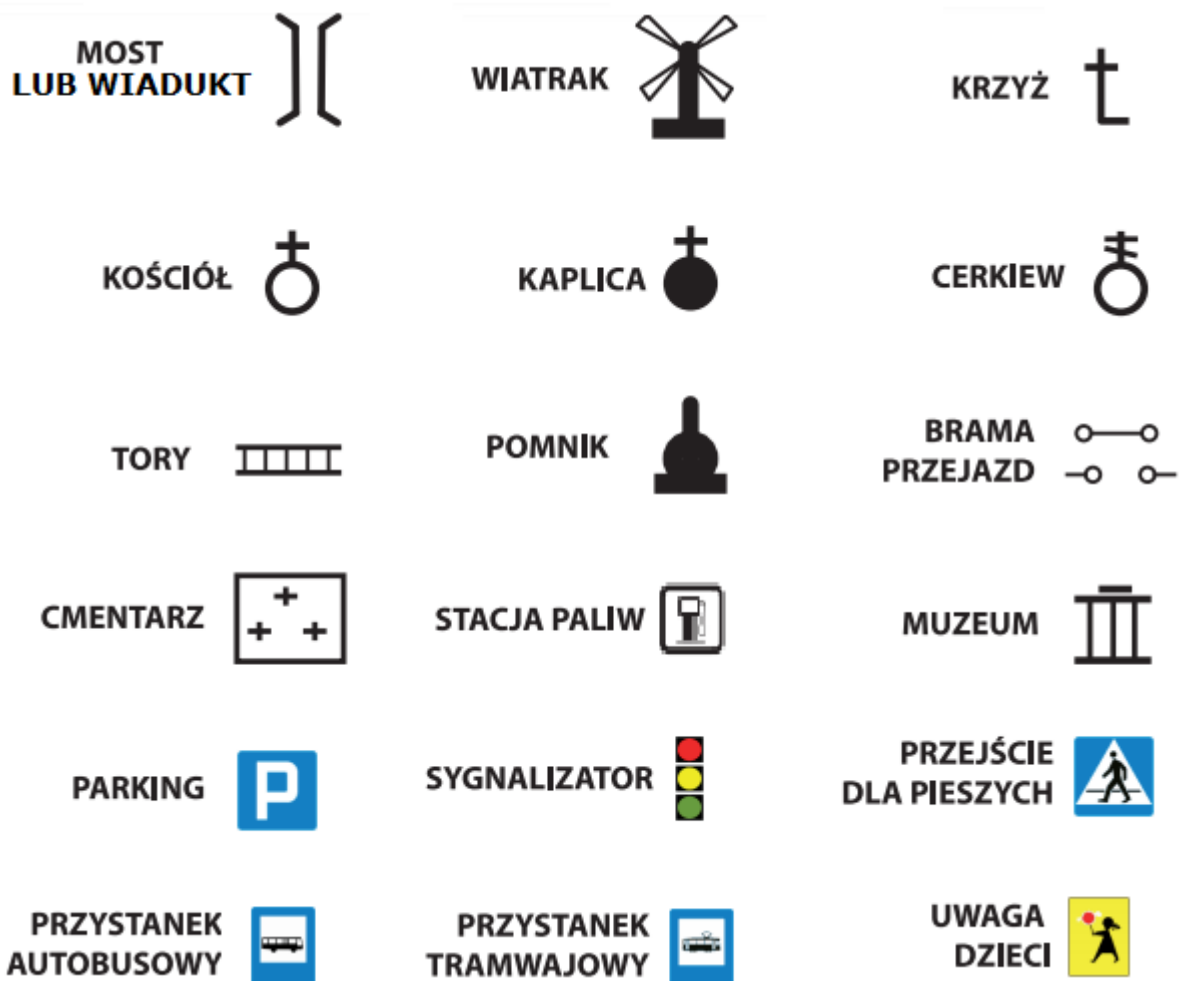 MOST
LUB WIADUKT
WIATRAK
KRZYŻ
KOŚCIÓŁ
KAPLICA
CERKIEW
TORY
POMNIK
BRAMA
PRZEJAZD
CMENTARZ
STACJA PALIW
MUZEUM
PARKING
P
SYGNALIZATOR
PRZEJŚCIE
DLA PIESZYCH
PRZYSTANEK
AUTOBUSOWY
PRZYSTANEK
TRAMWAJOWY
UWAGA
DZIECI